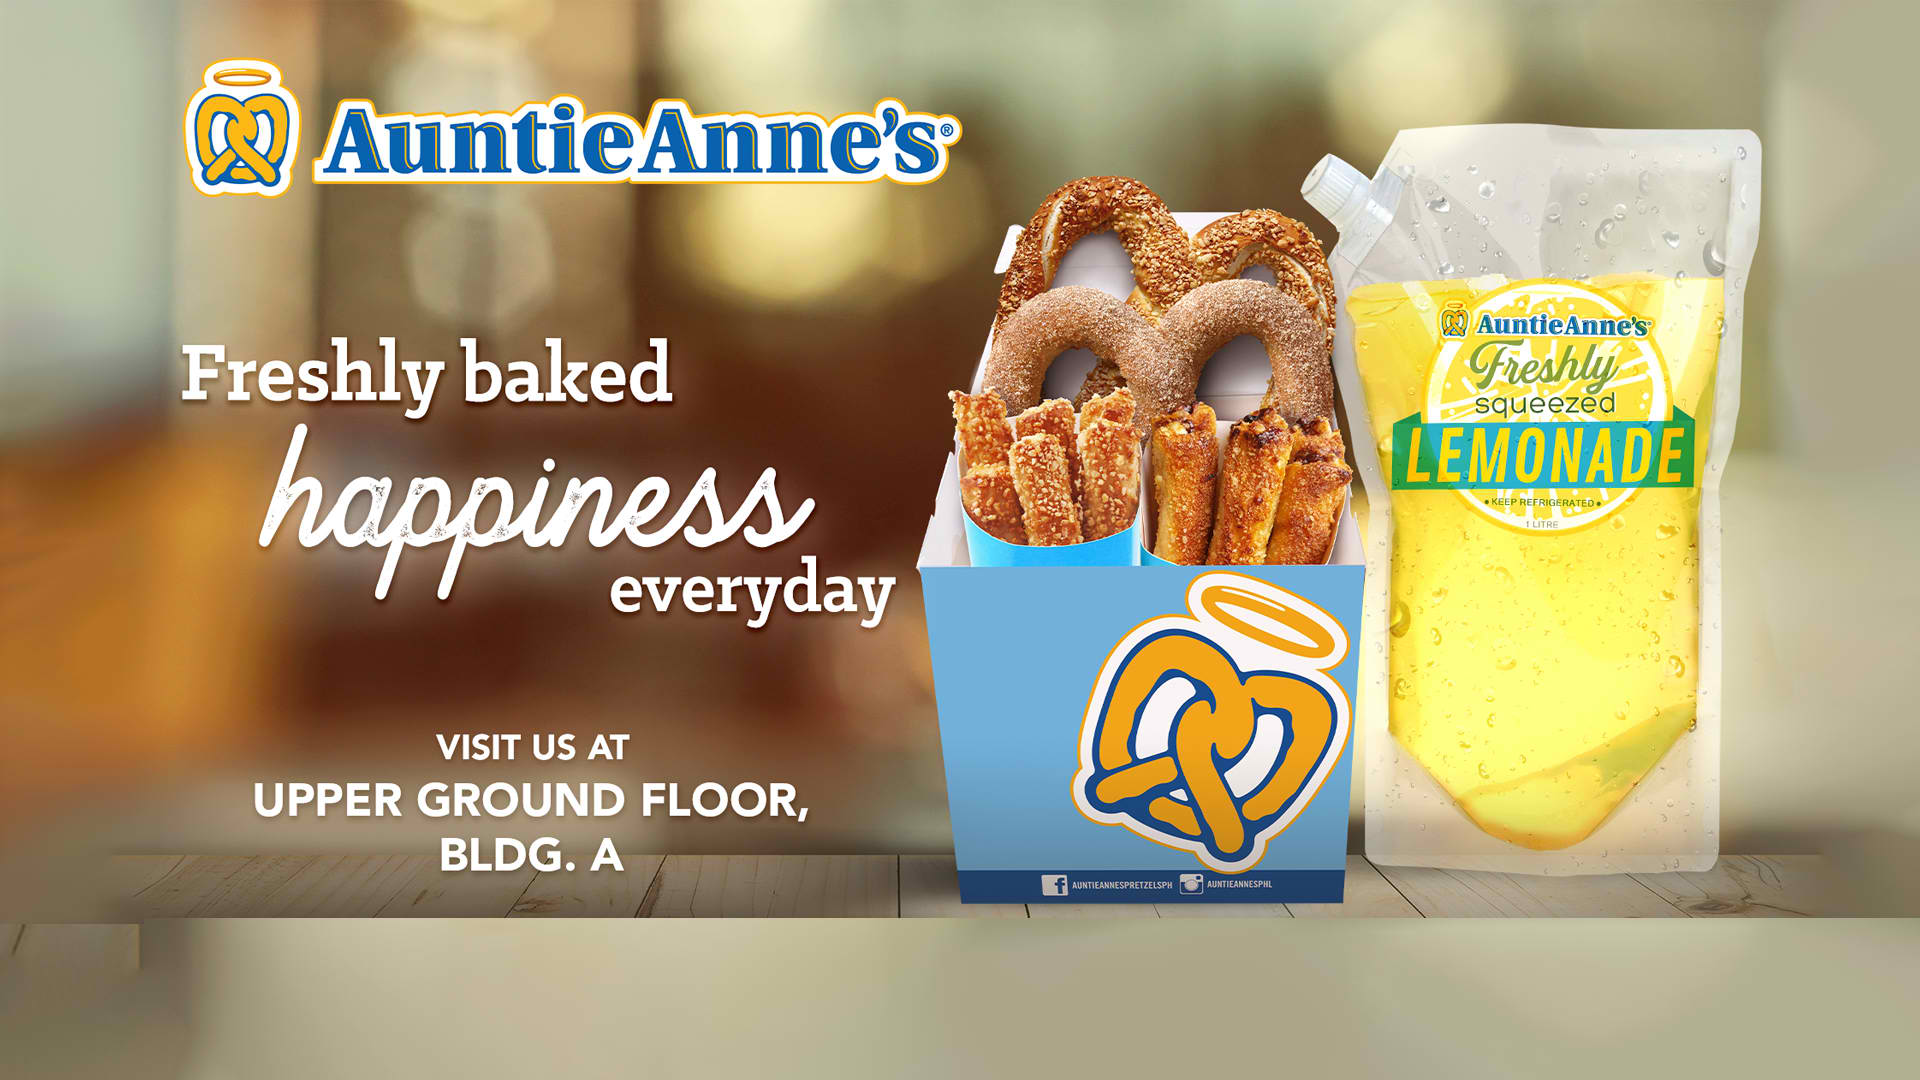 AuntieAnne's®
Freshly baked
happiness
everyday
VISIT US AT
UPPER GROUND FLOOR,
BLDG. A
AuntieAnne's
Freshly
squeezed
LEMONADE
• KEEP REFRIGERATED •
1 LITRE
AUNTIEANNESPRETZELSPH AUNTIEANNESPHL